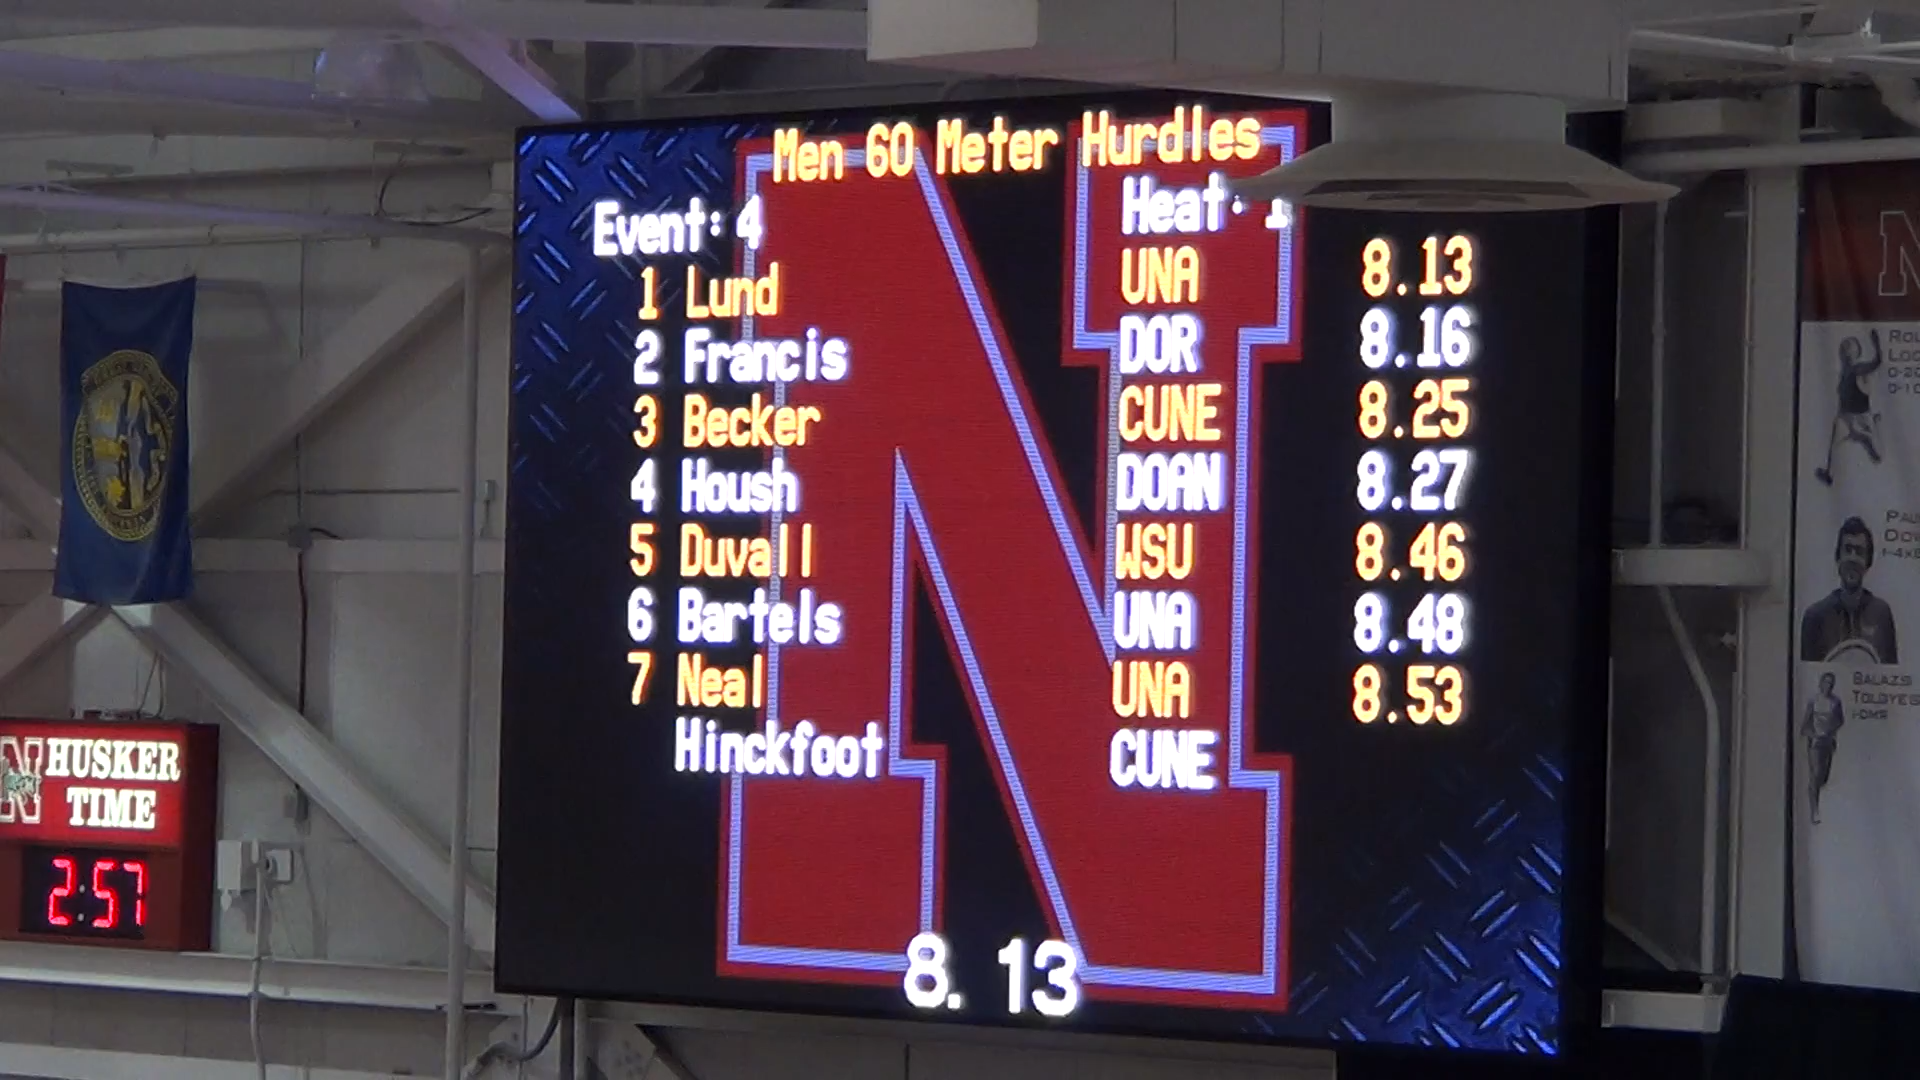 Men 60 Meter Hurdles
Event: 4 Heat: 1
1 Lund UNA 8.13
2 Francis DOR 8.16
3 Becker CUNE 8.25
4 Housh DOAN 8.27
5 Duvall WSU 8.46
6 Bartels UNA 8.48
7 Neal UNA 8.53
Hinckfoot CUNE
8.13
N HUSKER
TIME
2:57
N
BALAZS